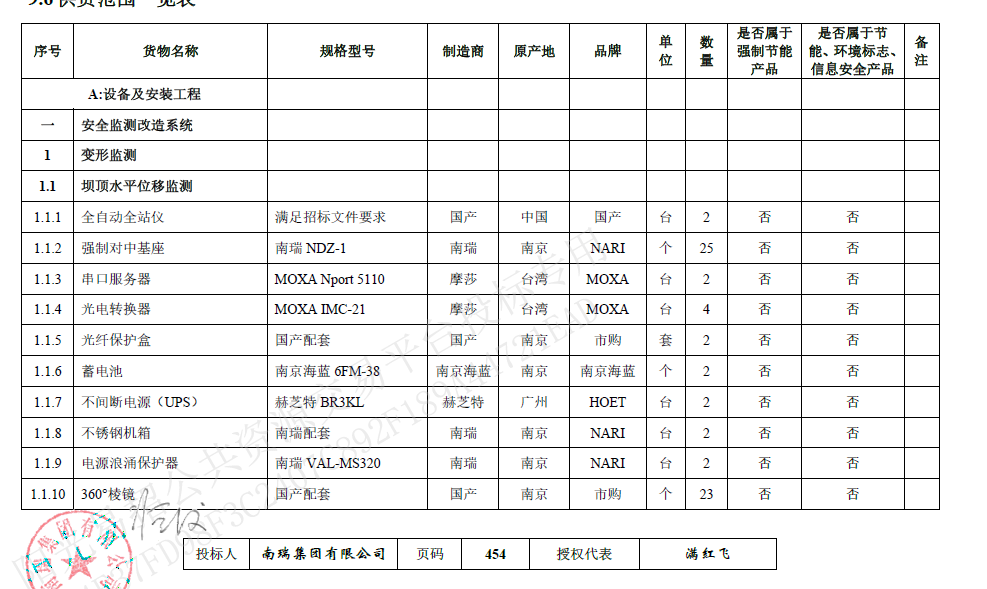 9.6 供货范围一览表
序号 货物名称 规格型号 制造商 原产地 品牌 单位 数量 是否属于强制节能产品 是否属于节能、环境标志、信息安全产品 备注
A:设备及安装工程
一 安全监测改造系统
1 变形监测
1.1 坝顶水平位移监测
1.1.1 全自动全站仪 满足招标文件要求 国产 中国 国产 台 2 否 否
1.1.2 强制对中基座 南瑞 NDZ-1 南瑞 南京 NARI 个 25 否 否
1.1.3 串口服务器 MOXA Nport 5110 摩莎 台湾 MOXA 台 2 否 否
1.1.4 光电转换器 MOXA IMC-21 摩莎 台湾 MOXA 台 4 否 否
1.1.5 光纤保护盒 国产配套 国产 南京 市购 套 2 否 否
1.1.6 蓄电池 南京海蓝 6FM-38 南京海蓝 南京 南京海蓝 个 2 否 否
1.1.7 不间断电源（UPS） 赫芝特 BR3KL 赫芝特 广州 HOET 台 2 否 否
1.1.8 不锈钢机箱 南瑞配套 南瑞 南京 NARI 台 2 否 否
1.1.9 电源浪涌保护器 南瑞 VAL-MS320 南瑞 南京 NARI 台 2 否 否
1.1.10 360°棱镜 国产配套 国产 南京 市购 个 23 否 否
投标人 南瑞集团有限公司 页码 454 授权代表 满红飞